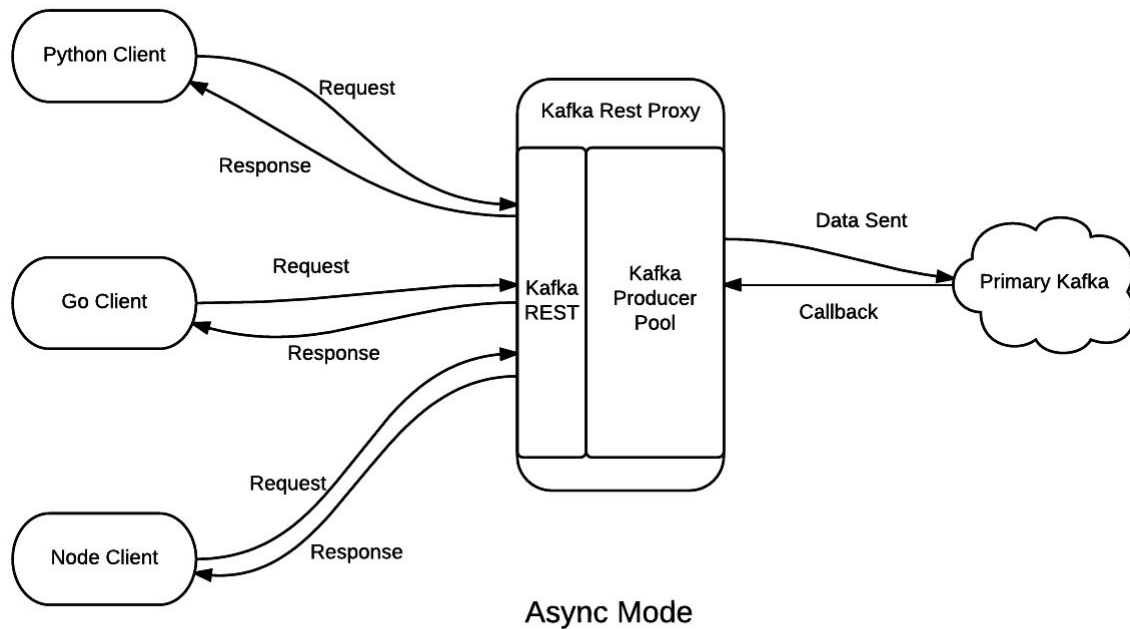 Python Client
Request
Response
Kafka Rest Proxy
Go Client
Request
Response
Kafka
REST
Kafka
Producer
Pool
Data Sent
Callback
Primary Kafka
Node Client
Request
Response
Async Mode